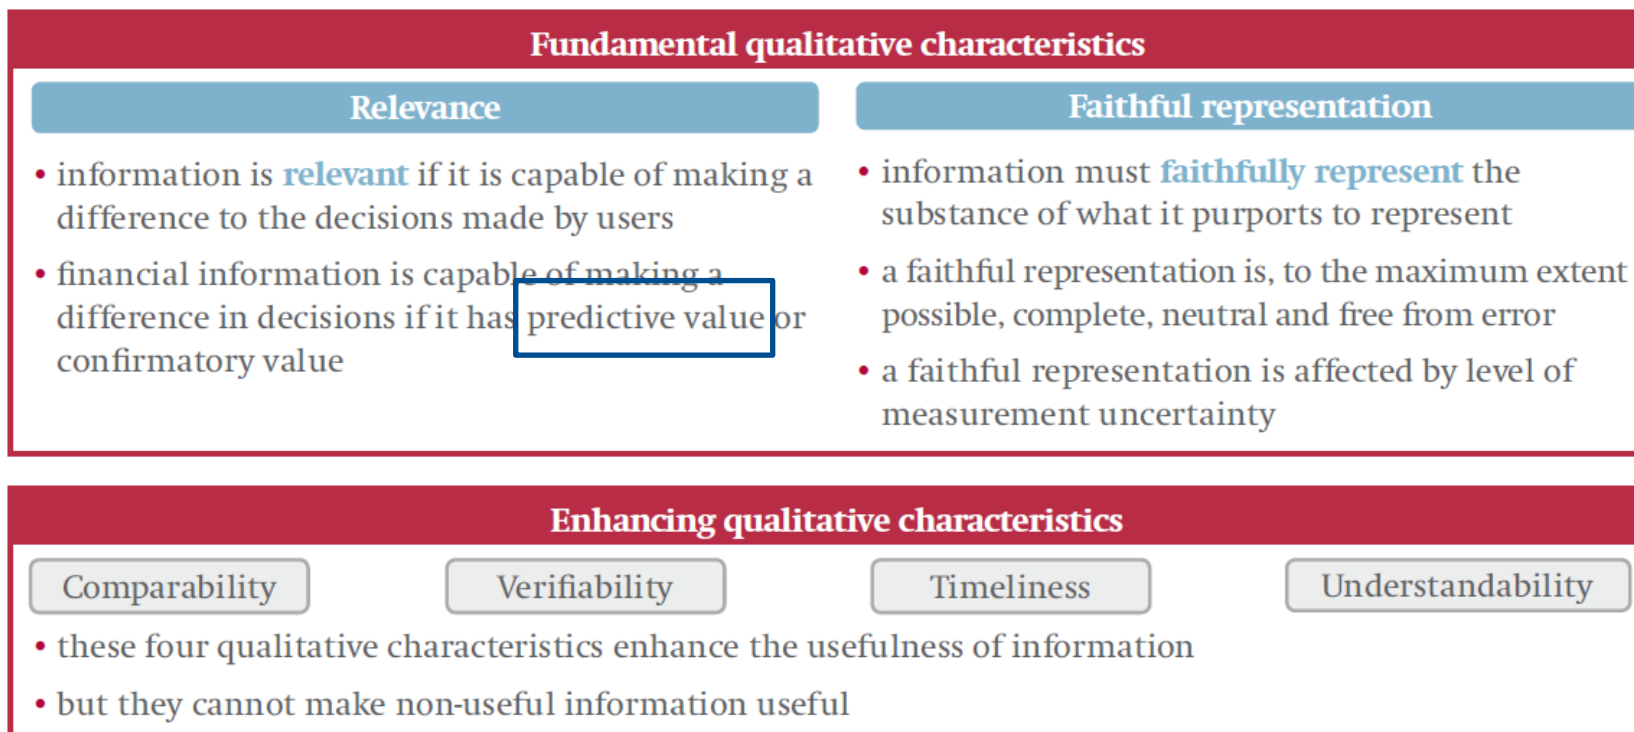 Fundamental qualitative characteristics
Relevance
• information is relevant if it is capable of making a
difference to the decisions made by users
• financial information is capable of making a
difference in decisions if it has predictive value or
confirmatory value
Faithful representation
• information must faithfully represent the
substance of what it purports to represent
• a faithful representation is, to the maximum extent
possible, complete, neutral and free from error
• a faithful representation is affected by level of
measurement uncertainty
Enhancing qualitative characteristics
Comparability
Verifiability
Timeliness
Understandability
• these four qualitative characteristics enhance the usefulness of information
• but they cannot make non-useful information useful